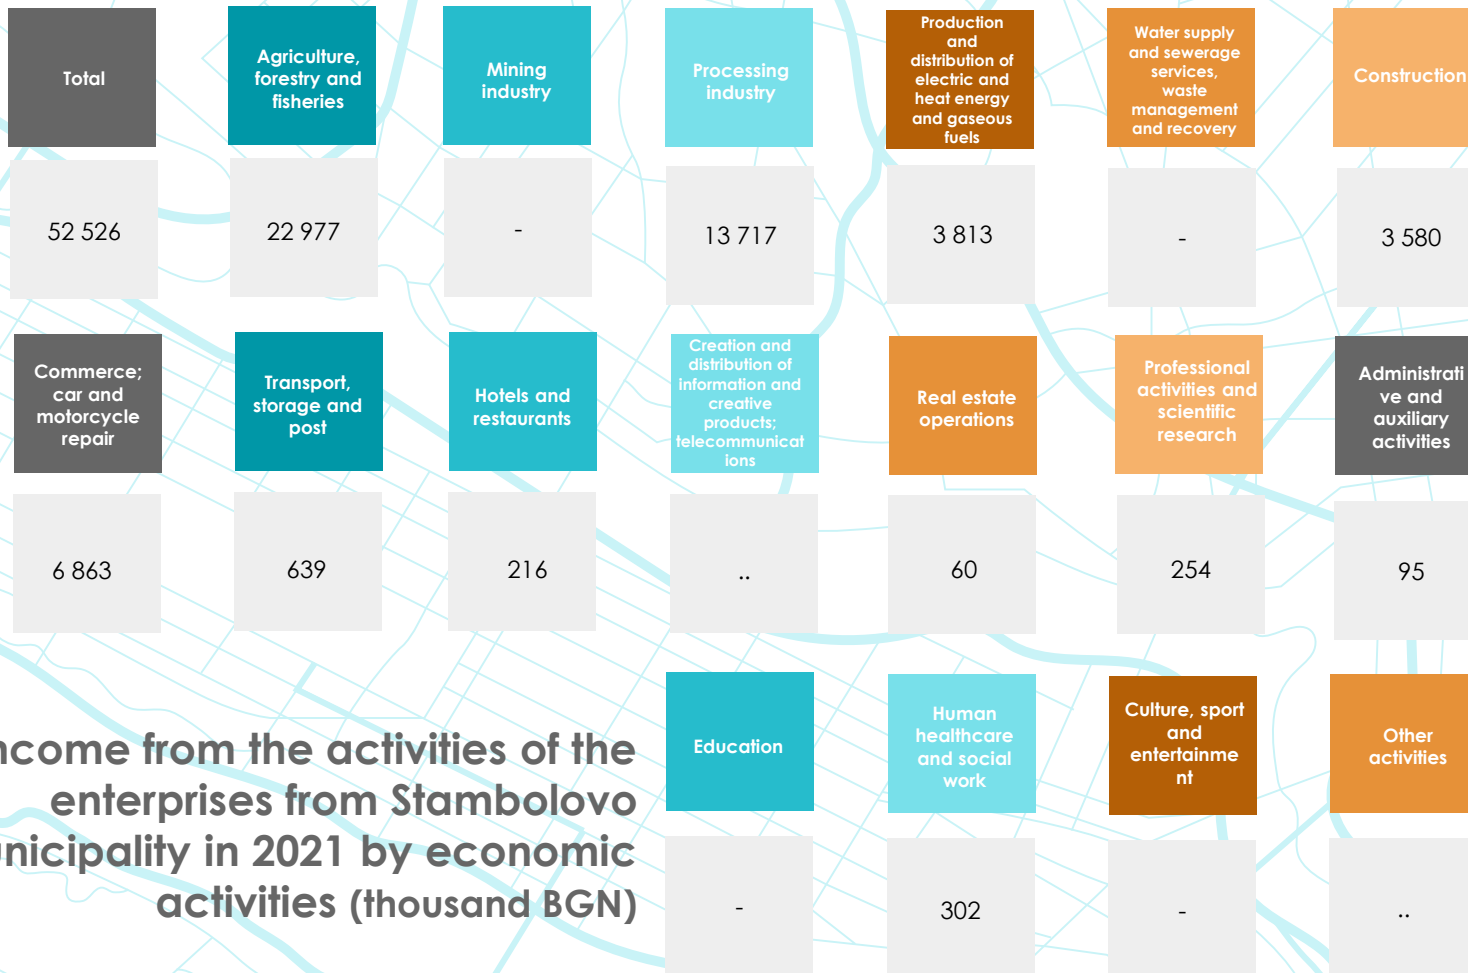 Total
Agriculture,
forestry and
fisheries
Mining
industry
Processing
industry
Production
and
distribution of
electric and
heat energy
and gaseous
fuels
Water supply
and sewerage
services,
waste
management
and recovery
Construction
52 526
22 977
-
13 717
3 813
-
3 580
Commerce;
car and
motorcycle
repair
Transport,
storage and
post
Hotels and
restaurants
Creation and
distribution of
information and
creative
products;
telecommunicat
ions
Real estate
operations
Professional
activities and
scientific
research
Administrati
ve and
auxiliary
activities
6 863
639
216
..
60
254
95
Education
Human
healthcare
and social
work
Culture, sport
and
entertainme
nt
Other
activities
ncome from the activities of the
enterprises from Stambolovo
unicipality in 2021 by economic
activities (thousand BGN)
-
302
-
..